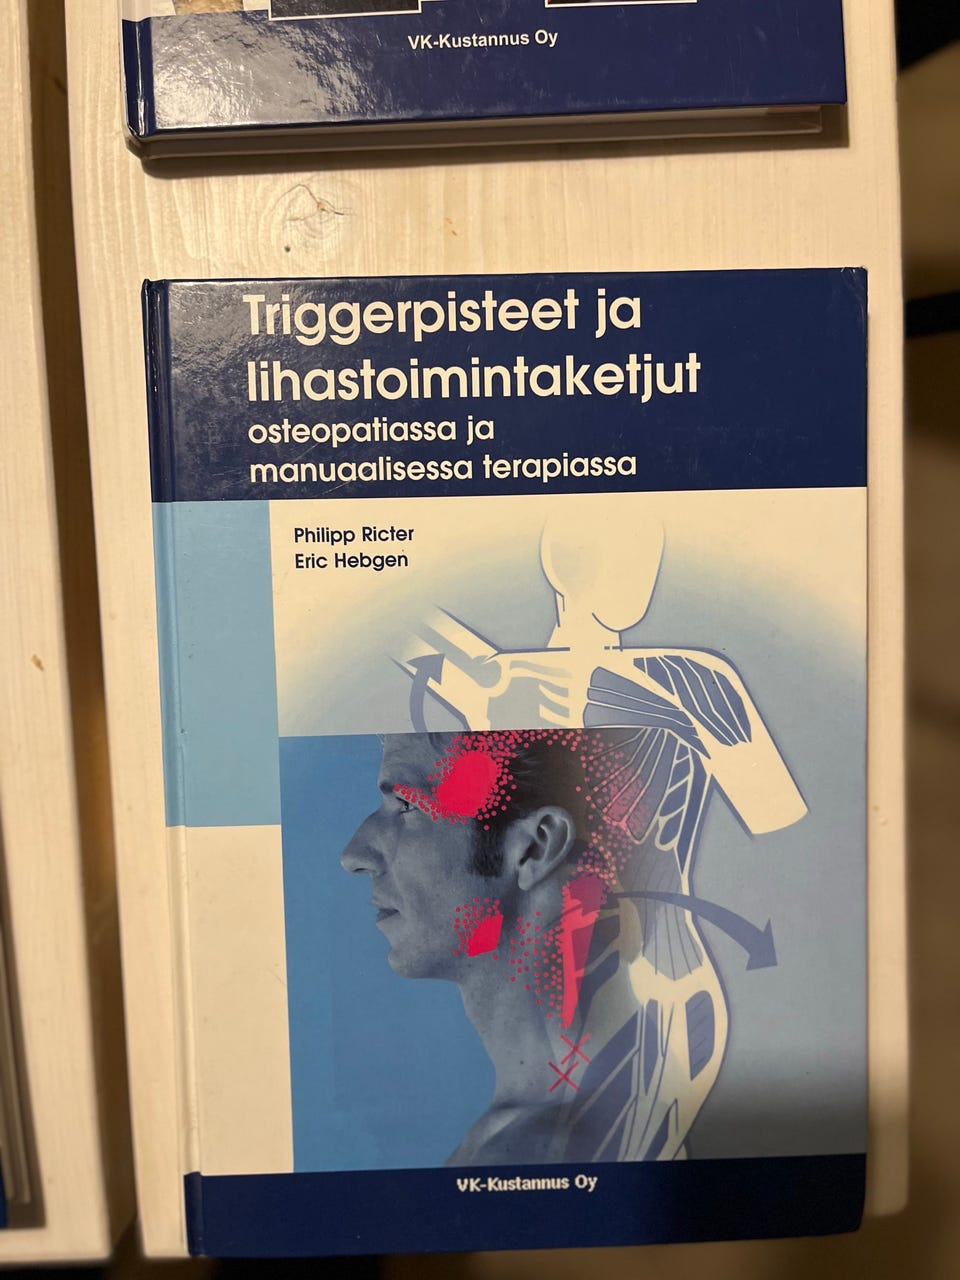 VK-Kustannus Oy
Triggerpisteet ja
lihastoimintaketjut
osteopatiassa ja
manuaalisessa terapiassa
Philipp Ricter
Eric Hebgen
VK-Kustannus Oy